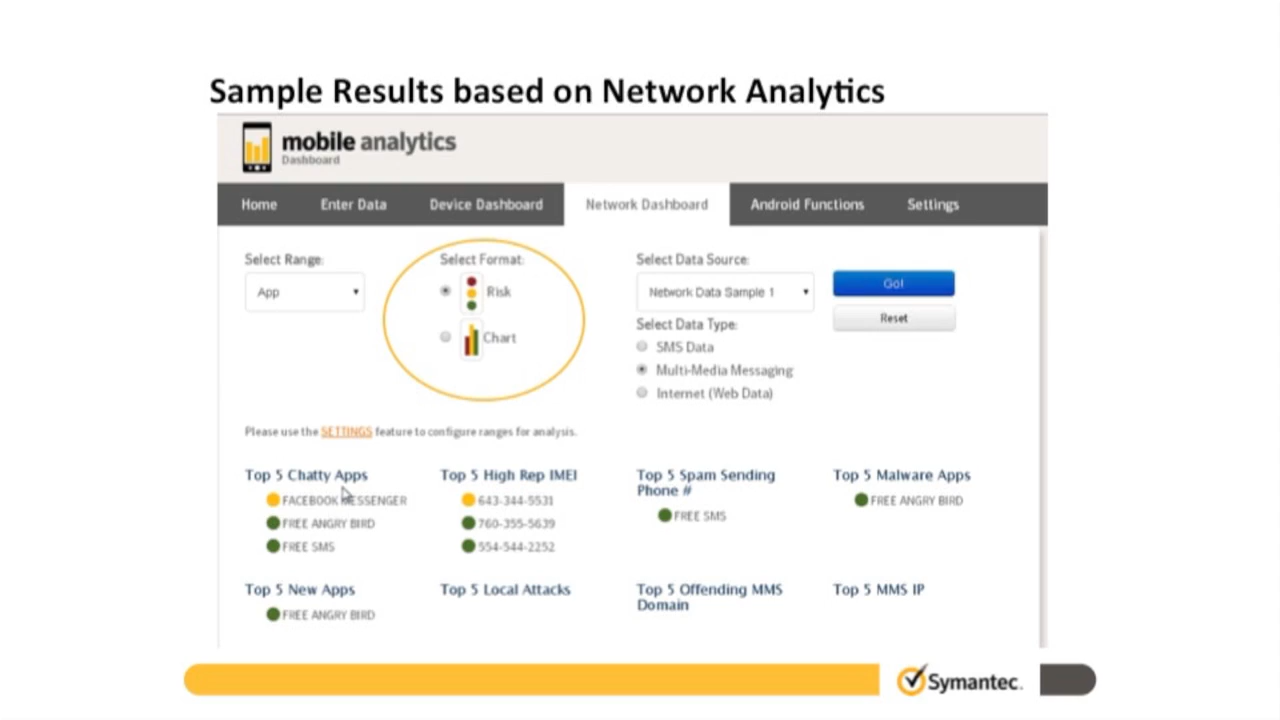 Sample Results based on Network Analytics
mobile analytics
Dashboard
Home Enter Data Device Dashboard Network Dashboard Android Functions Settings
Select Range:
App
Select Format:
Risk
Chart
Select Data Source:
Network Data Sample 1
Select Data Type:
SMS Data
Multi-Media Messaging
Internet (Web Data)
Go!
Reset
Please use the SETTINGS feature to configure ranges for analysis.
Top 5 Chatty Apps
FACEBOOK MESSENGER
FREE ANGRY BIRD
FREE SMS
Top 5 High Rep IMEI
643-344-5531
760-355-5639
554-544-2252
Top 5 Spam Sending
Phone #
FREE SMS
Top 5 Malware Apps
FREE ANGRY BIRD
Top 5 New Apps
FREE ANGRY BIRD
Top 5 Local Attacks
Top 5 Offending MMS
Domain
Top 5 MMS IP
Symantec.